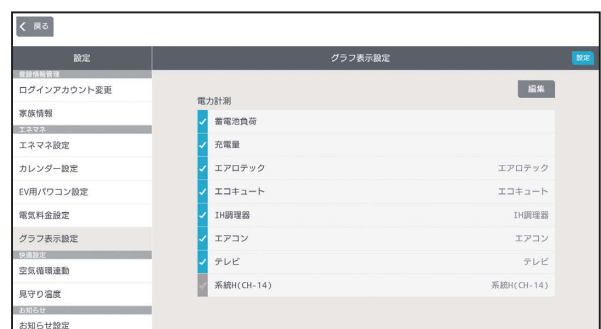 戻る
設定
グラフ表示設定
設定
登録情報管理
ログインアカウント変更
家族情報
エネマネ
エネマネ設定
カレンダー設定
EV用パワコン設定
電気料金設定
グラフ表示設定
快適設定
空気循環連動
見守り温度
お知らせ
お知らせ設定
編集
電力計測
蓄電池負荷
充電量
エアロテック エアロテック
エコキュート エコキュート
IH調理器 IH調理器
エアコン エアコン
テレビ テレビ
系統H(CH-14) 系統H(CH-14)